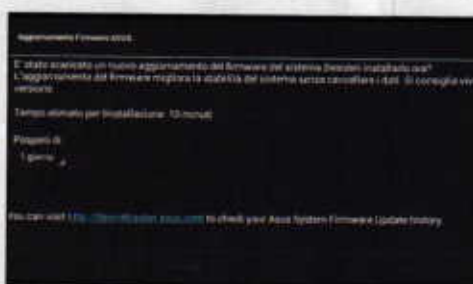 Aggiornamento Firmware ASUS
E' stato scaricato un nuovo aggiornamento del firmware del sistema. Desideri installarlo ora?
L'aggiornamento del firmware migliora la stabilità del sistema senza cancellare i dati. Si consiglia
versione.
Tempo stimato per l'installazione: 10 minuti
Posponi di
1 giorno
You can visit to check your Asus System Firmware Update history.